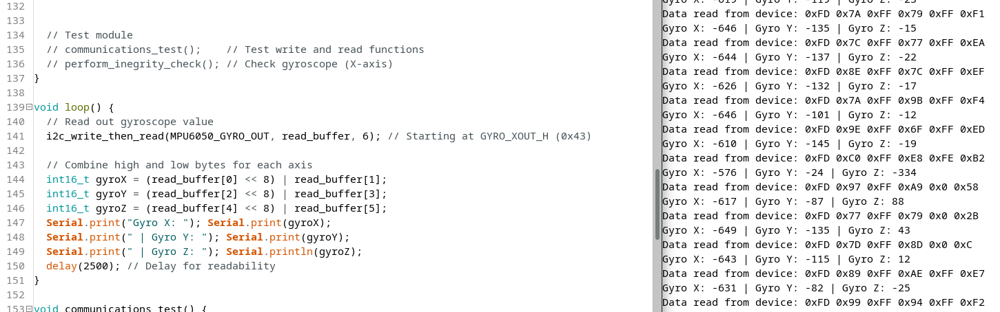 132
133
134 // Test module
135 // communications_test(); // Test write and read functions
136 // perform_inegrity_check(); // Check gyroscope (X-axis)
137 }
138
139 void loop() {
140 // Read out gyroscope value
141 i2c_write_then_read(MPU6050_GYRO_OUT, read_buffer, 6); // Starting at GYRO_XOUT_H (0x43)
142
143 // Combine high and low bytes for each axis
144 int16_t gyroX = (read_buffer[0] << 8) | read_buffer[1];
145 int16_t gyroY = (read_buffer[2] << 8) | read_buffer[3];
146 int16_t gyroZ = (read_buffer[4] << 8) | read_buffer[5];
147 Serial.print("Gyro X: "); Serial.print(gyroX);
148 Serial.print(" | Gyro Y: "); Serial.print(gyroY);
149 Serial.print(" | Gyro Z: "); Serial.println(gyroZ);
150 delay(2500); // Delay for readability
151 }
152
153 void communications_test() {
Gyro X: -619 | Gyro Y: -119 | Gyro Z: -23
Data read from device: 0xFD 0x7A 0xFF 0x79 0xFF 0xF1
Gyro X: -646 | Gyro Y: -135 | Gyro Z: -15
Data read from device: 0xFD 0x7C 0xFF 0x77 0xFF 0xEA
Gyro X: -644 | Gyro Y: -137 | Gyro Z: -22
Data read from device: 0xFD 0x8E 0xFF 0x7C 0xFF 0xEF
Gyro X: -626 | Gyro Y: -132 | Gyro Z: -17
Data read from device: 0xFD 0x7A 0xFF 0x9B 0xFF 0xF4
Gyro X: -646 | Gyro Y: -101 | Gyro Z: -12
Data read from device: 0xFD 0x9E 0xFF 0x6F 0xFF 0xED
Gyro X: -610 | Gyro Y: -145 | Gyro Z: -19
Data read from device: 0xFD 0xC0 0xFF 0xE8 0xFE 0xB2
Gyro X: -576 | Gyro Y: -24 | Gyro Z: -334
Data read from device: 0xFD 0x97 0xFF 0xA9 0x0 0x58
Gyro X: -617 | Gyro Y: -87 | Gyro Z: 88
Data read from device: 0xFD 0x77 0xFF 0x79 0x0 0x2B
Gyro X: -649 | Gyro Y: -135 | Gyro Z: 43
Data read from device: 0xFD 0x7D 0xFF 0x8D 0x0 0xC
Gyro X: -643 | Gyro Y: -115 | Gyro Z: 12
Data read from device: 0xFD 0x89 0xFF 0xAE 0xFF 0xE7
Gyro X: -631 | Gyro Y: -82 | Gyro Z: -25
Data read from device: 0xFD 0x99 0xFF 0x94 0xFF 0xF2